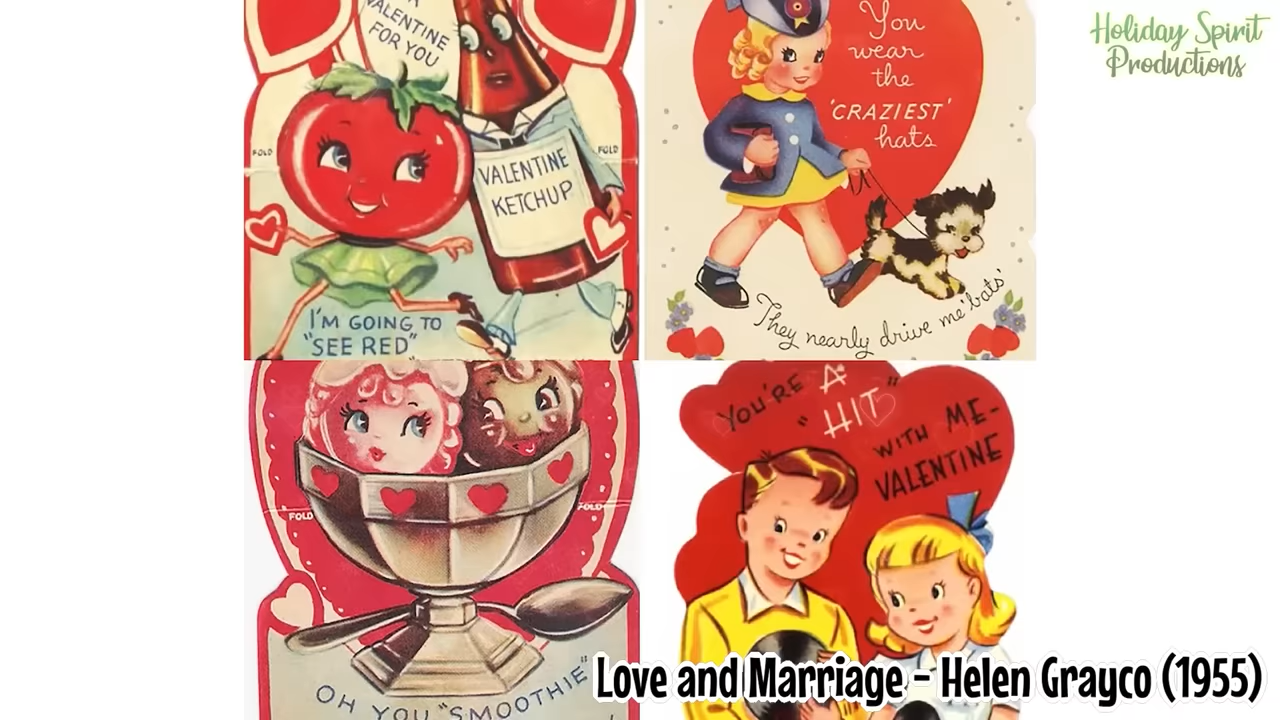 VALENTINE
FOR YOU
FOLD
FOLD
VALENTINE
KETCHUP
I'M GOING TO
"SEE RED"
You
wear
the
'CRAZIEST'
hats
They nearly drive me 'bats'
Holiday Spirit
Productions
FOLD
FOLD
OH YOU "SMOOTHIE"
YOU'RE A
"HIT"
WITH ME-
VALENTINE
Love and Marriage - Helen Grayco (1955)